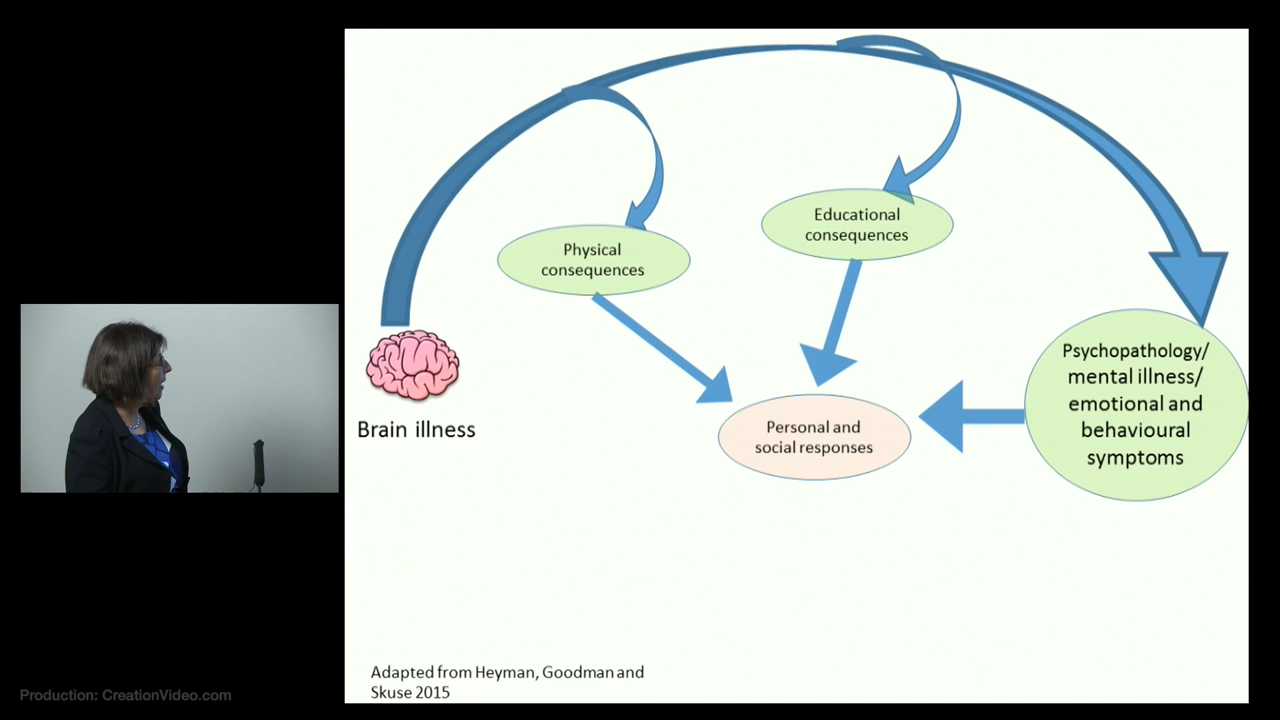 Educational
consequences
Physical
consequences
Psychopathology/
mental illness/
emotional and
behavioural
symptoms
Brain illness
Personal and
social responses
Adapted from Heyman, Goodman and
Skuse 2015
Production: CreationVideo.com